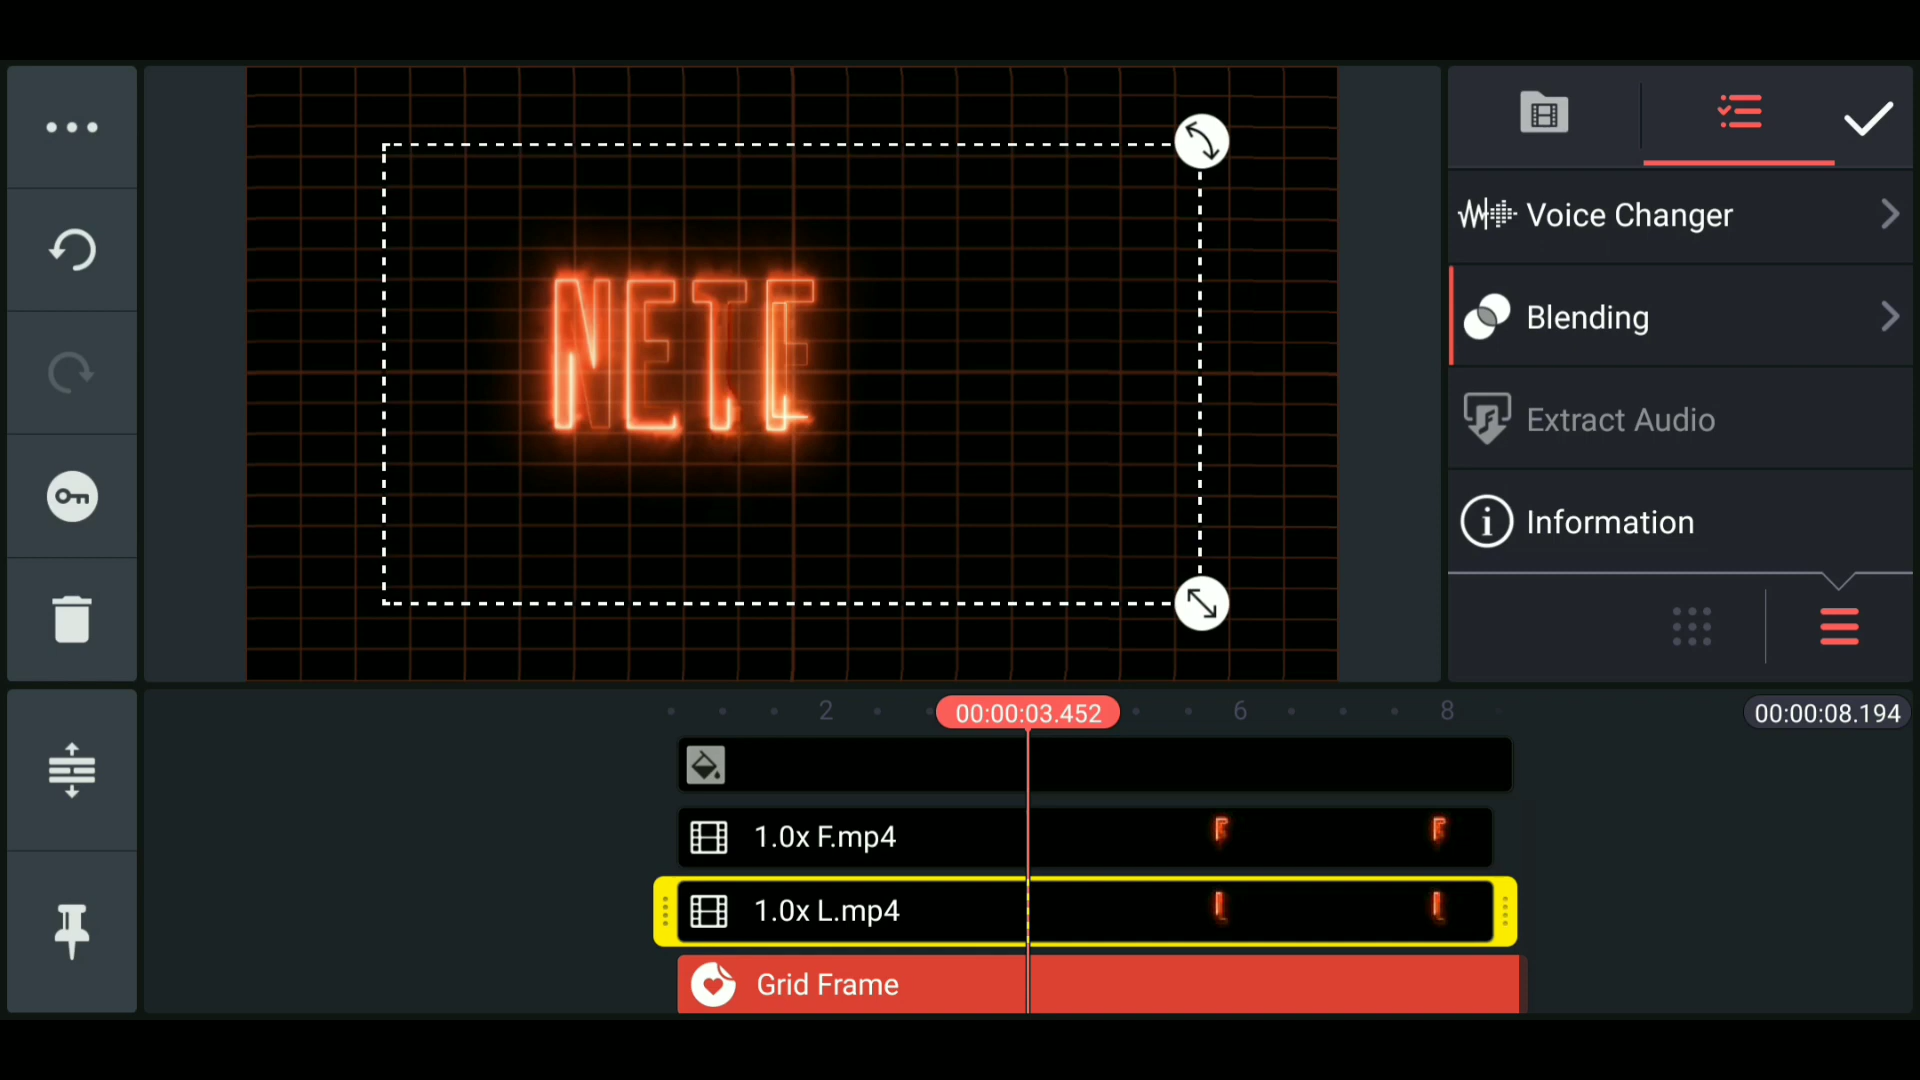 Voice Changer
NETF
Blending
Extract Audio
Information
2
00:00:03.452
6
8
00:00:08.194
1.0x F.mp4
1.0x L.mp4
Grid Frame